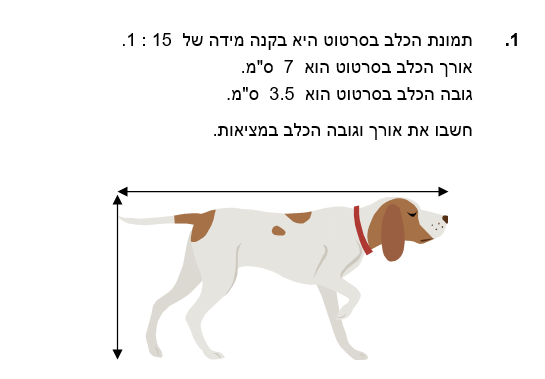 1. תמונת הכלב בסרטוט היא בקנה מידה של 15 : 1.
אורך הכלב בסרטוט הוא 7 ס"מ.
גובה הכלב בסרטוט הוא 3.5 ס"מ.
חשבו את אורך וגובה הכלב במציאות.